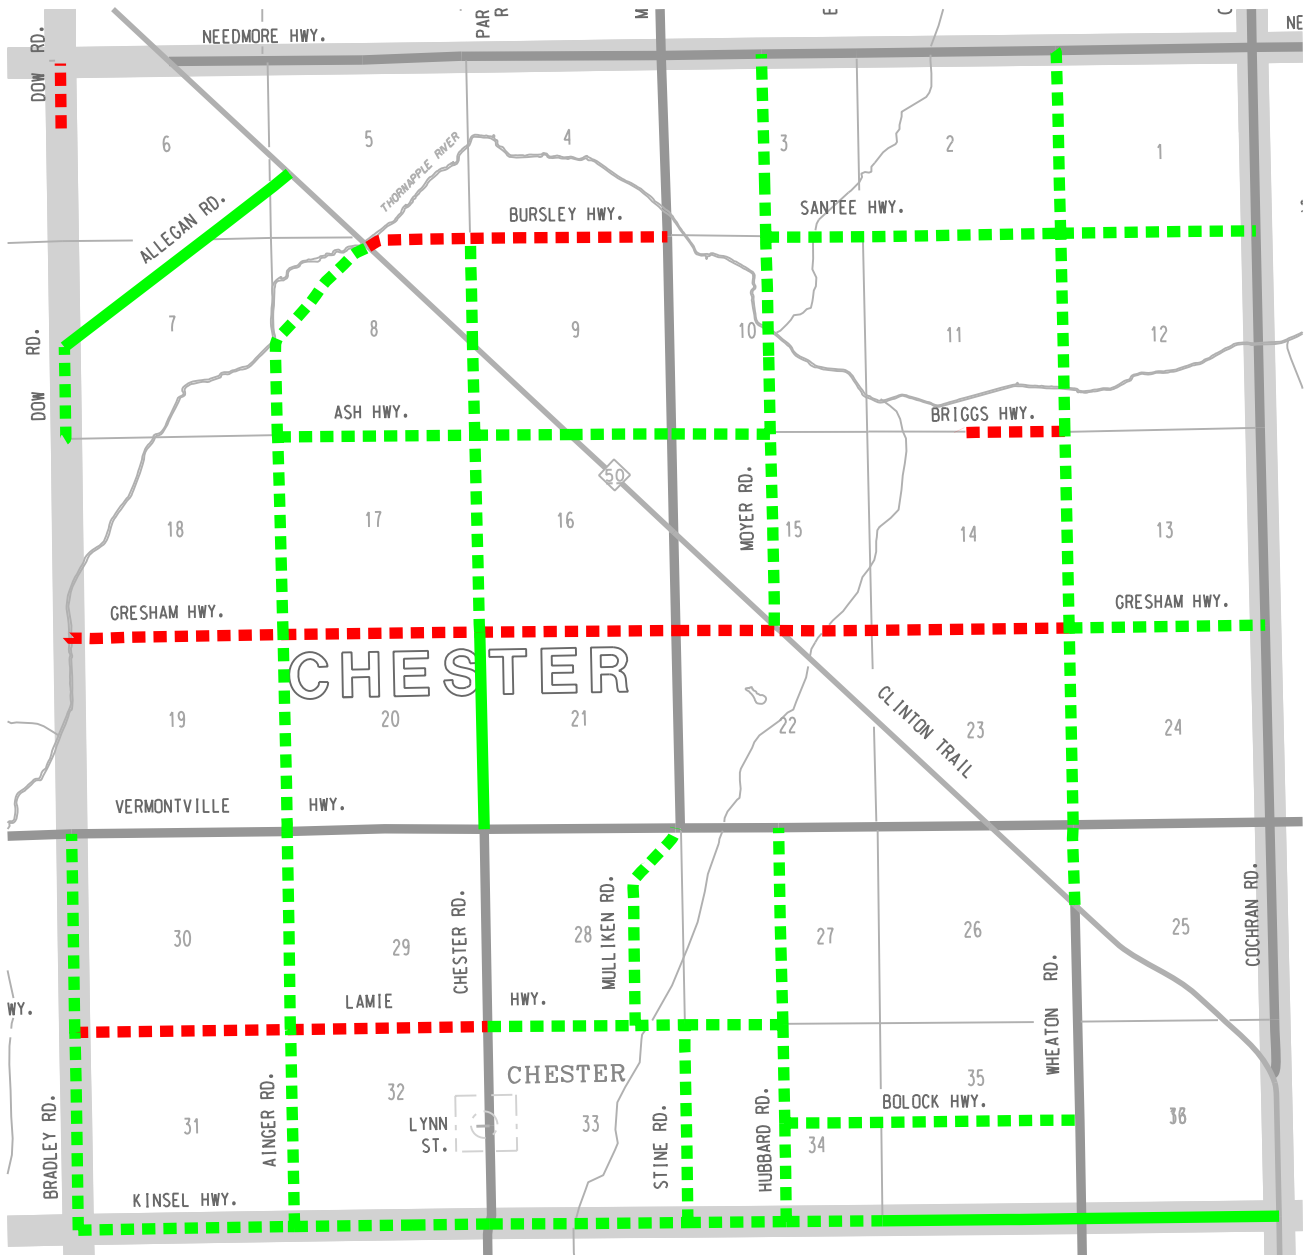 PAR
R
M
E
C
NE
NEEDMORE HWY.
DOW RD.
6
5
4
3
2
1
THORNAPPLE RIVER
ALLEGAN RD.
BURSLEY HWY.
SANTEE HWY.
S
7
8
9
10
11
12
DOW RD.
ASH HWY.
BRIGGS HWY.
50
MOYER RD.
18
17
16
15
14
13
GRESHAM HWY.
GRESHAM HWY.
CHESTER
19
20
21
22
23
24
CLINTON TRAIL
VERMONTVILLE HWY.
CHESTER RD.
MULLIKEN RD.
COCHRAN RD.
30
29
28
27
26
25
WHEATON RD.
WY.
LAMIE HWY.
CHESTER
32
35
BOLOCK HWY.
31
33
34
36
LYNN
ST.
BRADLEY RD.
AINGER RD.
STINE RD.
HUBBARD RD.
KINSEL HWY.